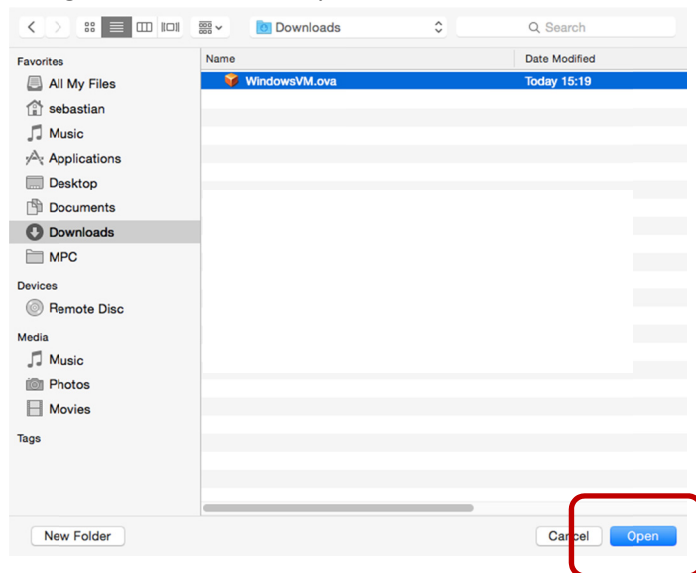 Downloads
Search
Favorites
All My Files
sebastian
Music
Applications
Desktop
Documents
Downloads
MPC
Devices
Remote Disc
Media
Music
Photos
Movies
Tags
Name
Date Modified
WindowsVM.ova
Today 15:19
New Folder
Cancel
Open